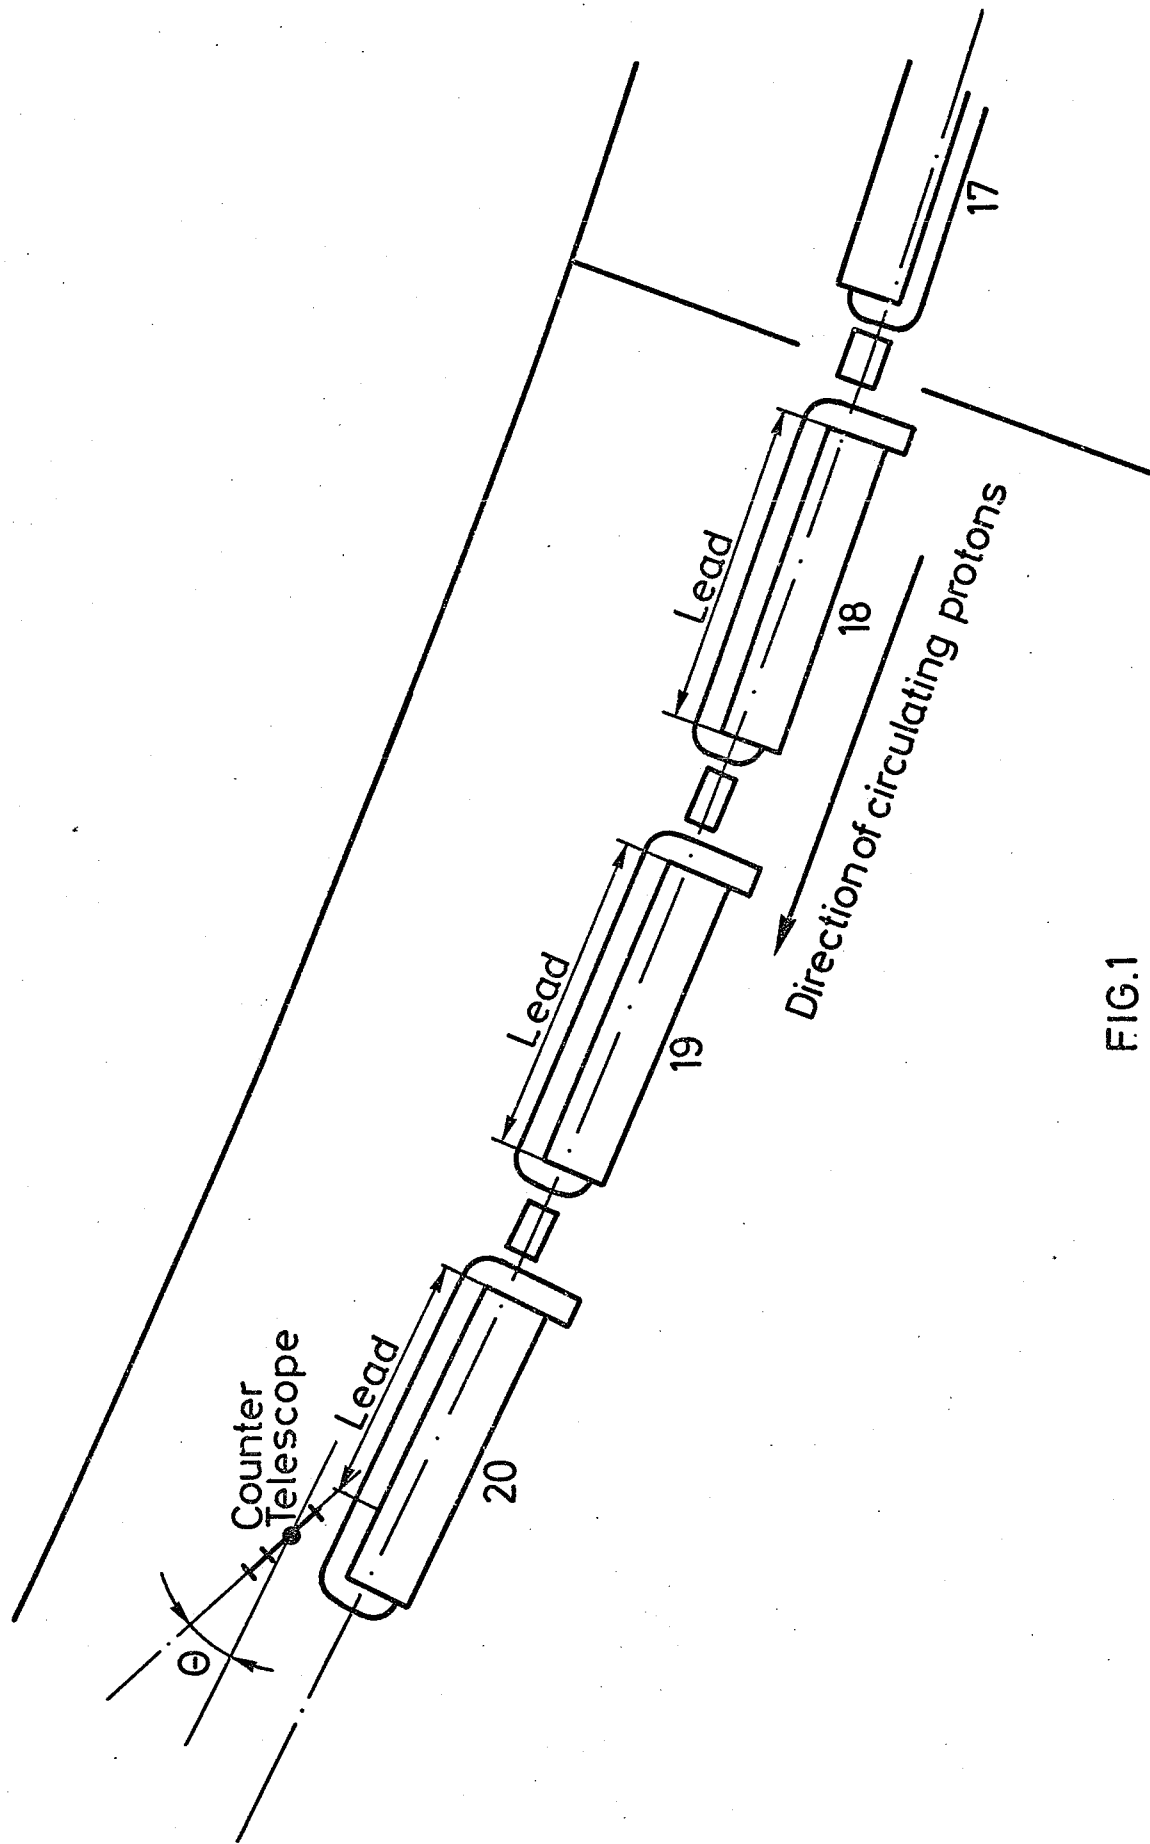 Counter
Telescope
Θ
Lead
20
Lead
19
Lead
18
17
Direction of circulating protons
FIG.1